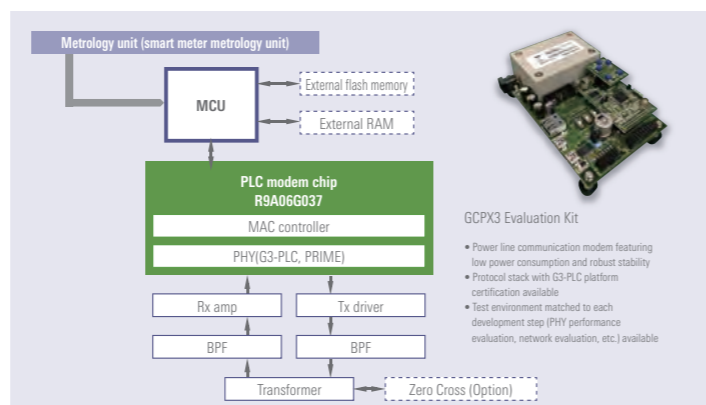 Metrology unit (smart meter metrology unit)
MCU
External flash memory
External RAM
PLC modem chip
R9A06G037
MAC controller
PHY(G3-PLC, PRIME)
Rx amp
Tx driver
BPF
BPF
Transformer
Zero Cross (Option)
GCPX3 Evaluation Kit
• Power line communication modem featuring
low power consumption and robust stability
• Protocol stack with G3-PLC platform
certification available
• Test environment matched to each
development step (PHY performance
evaluation, network evaluation, etc.) available